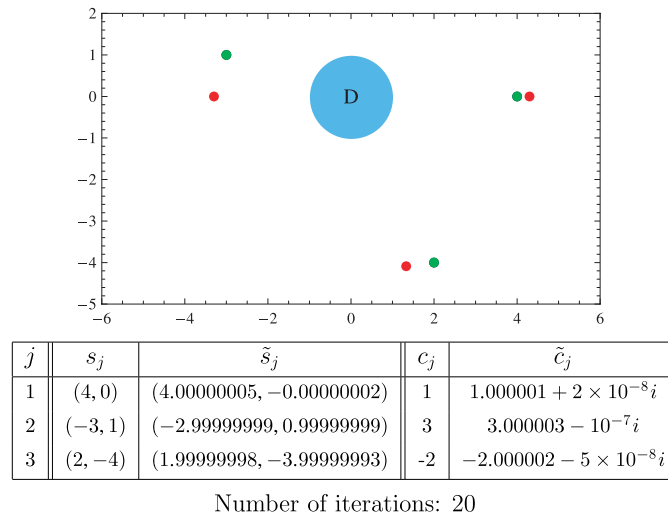 2
1
0
−1
−2
−3
−4
−5
D
−6 −4 −2 0 2 4 6
j s_j s̃_j c_j c̃_j
1 (4, 0) (4.00000005, −0.00000002) 1 1.000001 + 2 × 10⁻⁸i
2 (−3, 1) (−2.99999999, 0.99999999) 3 3.000003 − 10⁻⁷i
3 (2, −4) (1.99999998, −3.99999993) -2 −2.000002 − 5 × 10⁻⁸i
Number of iterations: 20